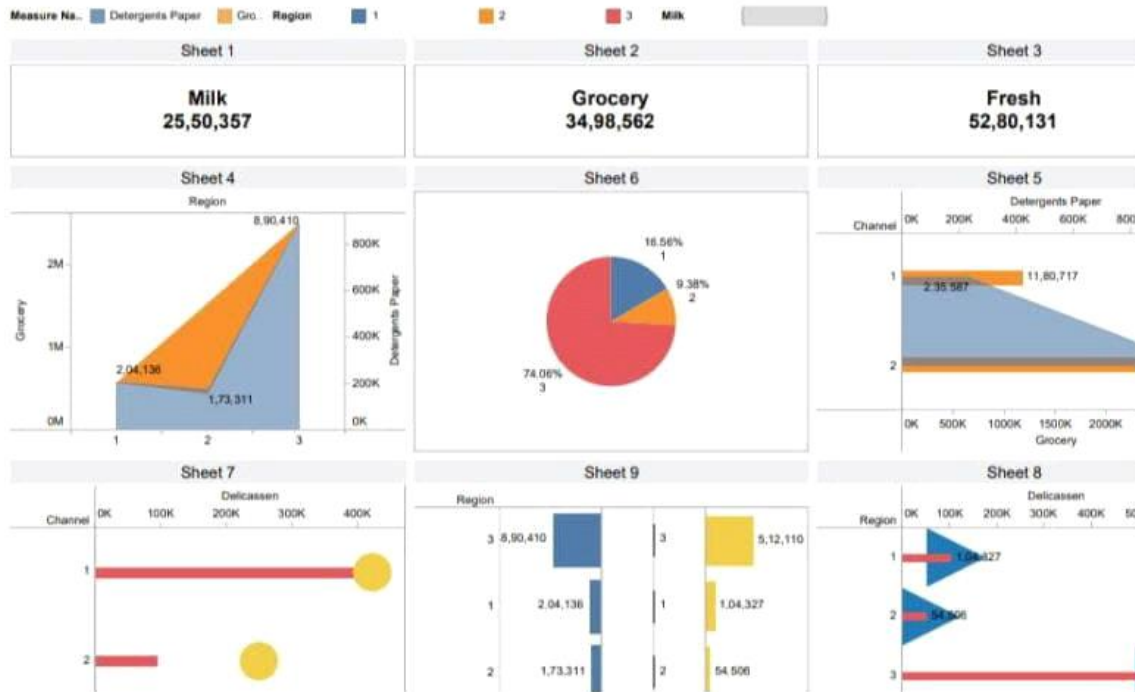 Measure Na.. Detergents Paper Gro.. Region 1 2 3 Milk
Sheet 1
Milk
25,50,357
Sheet 2
Grocery
34,98,562
Sheet 3
Fresh
52,80,131
Sheet 4
Region
8,90,410
2M
1M
0M
Grocery
2,04,136
1,73,311
800K
600K
400K
200K
0K
Detergents Paper
1 2 3
Sheet 6
16.56%
1
9.38%
2
74.06%
3
Sheet 5
Detergents Paper
Channel 0K 200K 400K 600K 800
1 11,80,717
2,35,587
2
0K 500K 1000K 1500K 2000K
Grocery
Sheet 7
Delicassen
Channel 0K 100K 200K 300K 400K
1
2
Sheet 9
Region
3 8,90,410 3 5,12,110
1 2,04,136 1 1,04,327
2 1,73,311 2 54,506
Sheet 8
Delicassen
Region 0K 100K 200K 300K 400K
1 1,04,327
2 54,506
3